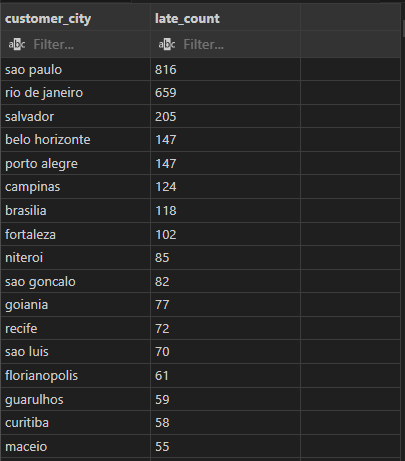 customer_city late_count
abc Filter... abc Filter...
sao paulo 816
rio de janeiro 659
salvador 205
belo horizonte 147
porto alegre 147
campinas 124
brasilia 118
fortaleza 102
niteroi 85
sao goncalo 82
goiania 77
recife 72
sao luis 70
florianopolis 61
guarulhos 59
curitiba 58
maceio 55